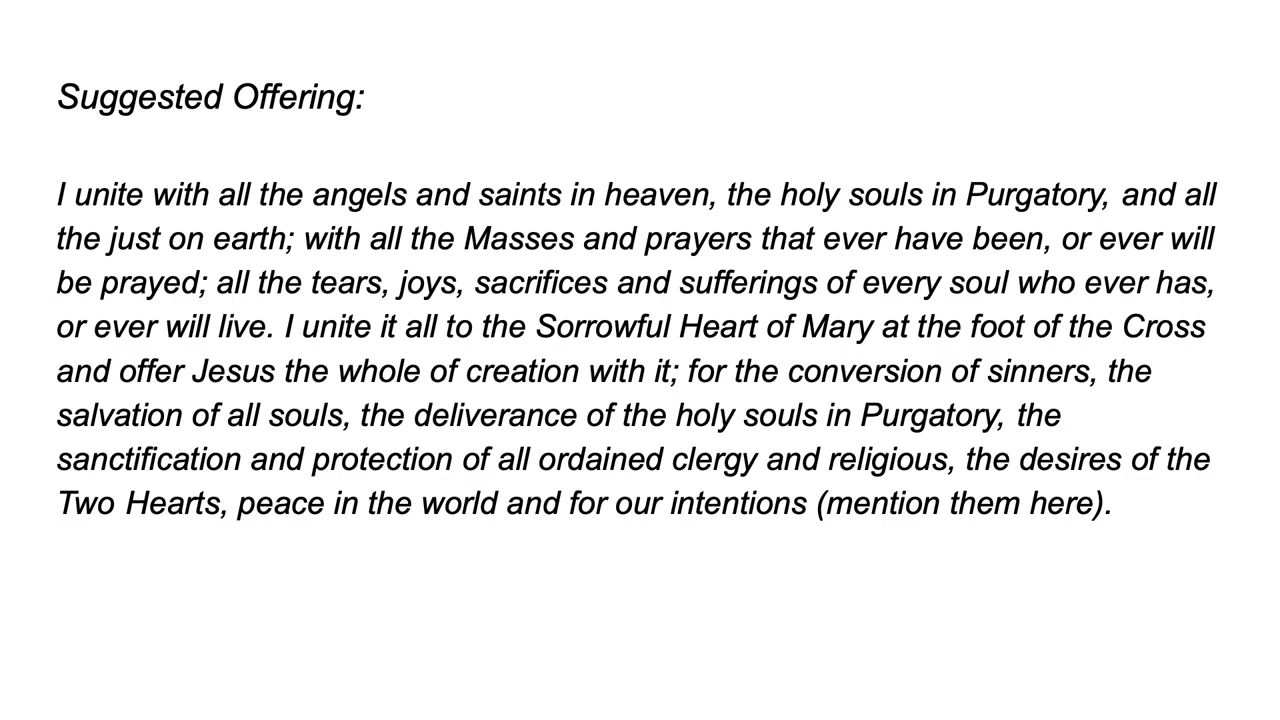 Suggested Offering:
I unite with all the angels and saints in heaven, the holy souls in Purgatory, and all
the just on earth; with all the Masses and prayers that ever have been, or ever will
be prayed; all the tears, joys, sacrifices and sufferings of every soul who ever has,
or ever will live. I unite it all to the Sorrowful Heart of Mary at the foot of the Cross
and offer Jesus the whole of creation with it; for the conversion of sinners, the
salvation of all souls, the deliverance of the holy souls in Purgatory, the
sanctification and protection of all ordained clergy and religious, the desires of the
Two Hearts, peace in the world and for our intentions (mention them here).